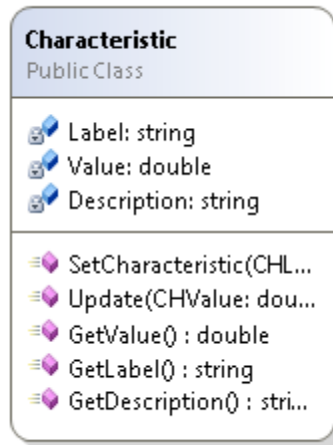 Characteristic
Public Class
Label: string
Value: double
Description: string
SetCharacteristic(CHL...
Update(CHValue: dou...
GetValue() : double
GetLabel() : string
GetDescription() : stri...